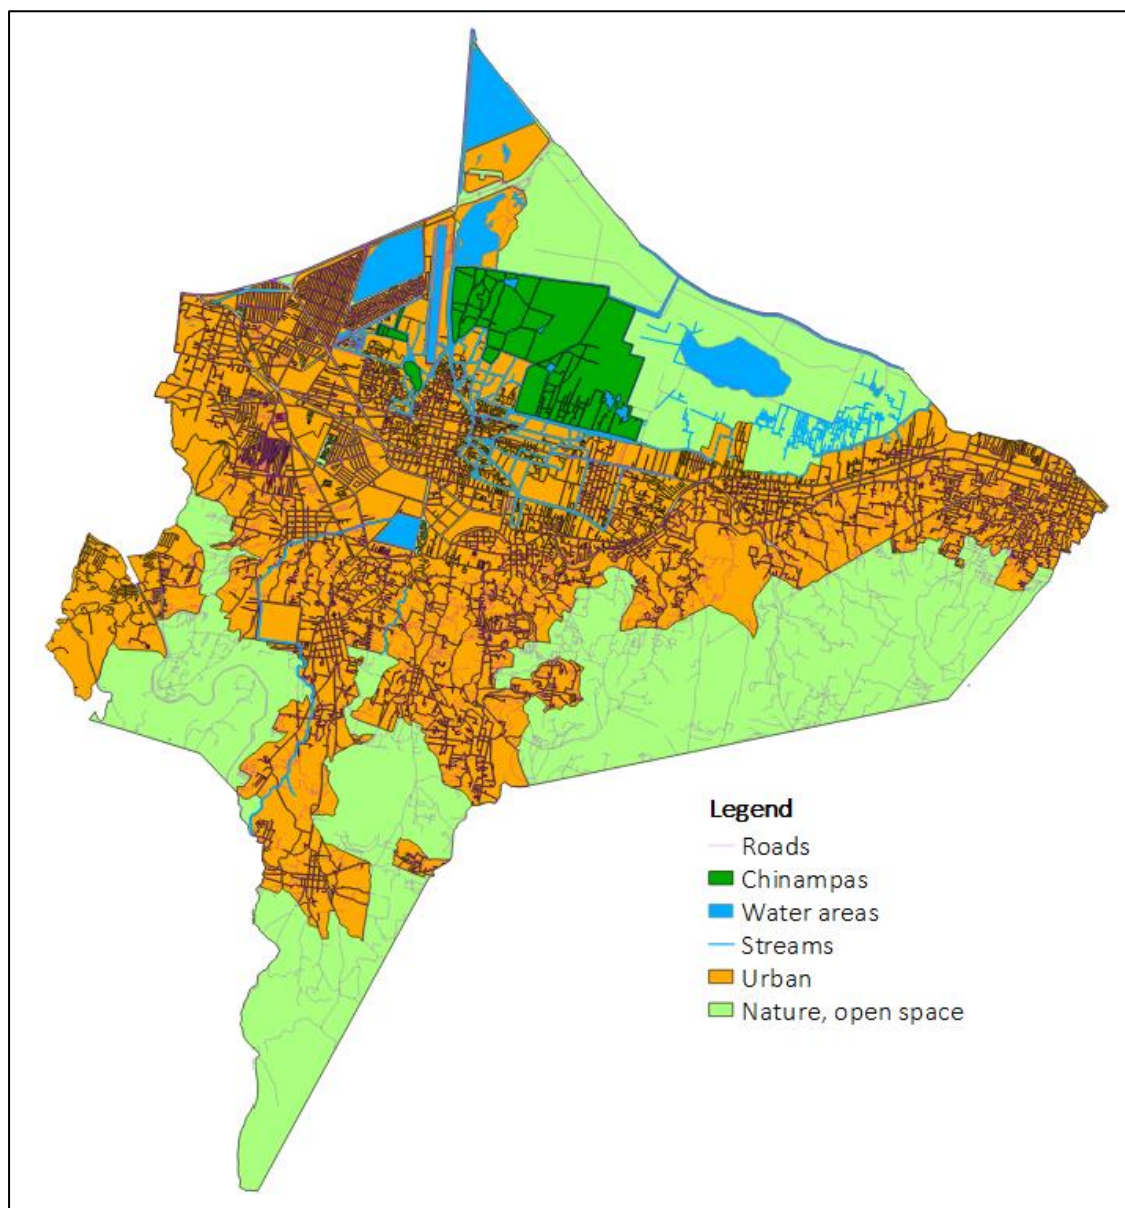 Legend
Roads
Chinampas
Water areas
Streams
Urban
Nature, open space